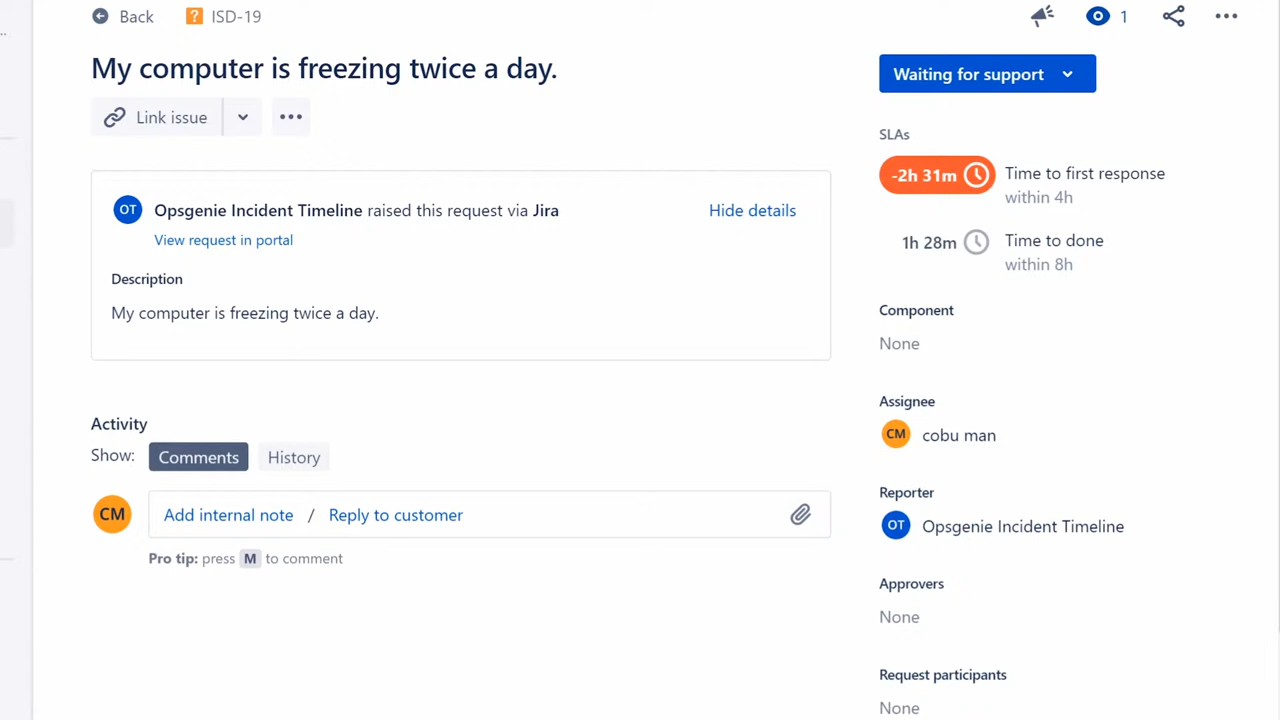 Back
ISD-19
1
My computer is freezing twice a day.
Link issue
OT
Opsgenie Incident Timeline raised this request via Jira
Hide details
View request in portal
Description
My computer is freezing twice a day.
Activity
Show:
Comments
History
CM
Add internal note / Reply to customer
Pro tip: press M to comment
Waiting for support
SLAs
-2h 31m
Time to first response
within 4h
1h 28m
Time to done
within 8h
Component
None
Assignee
CM
cobu man
Reporter
OT
Opsgenie Incident Timeline
Approvers
None
Request participants
None